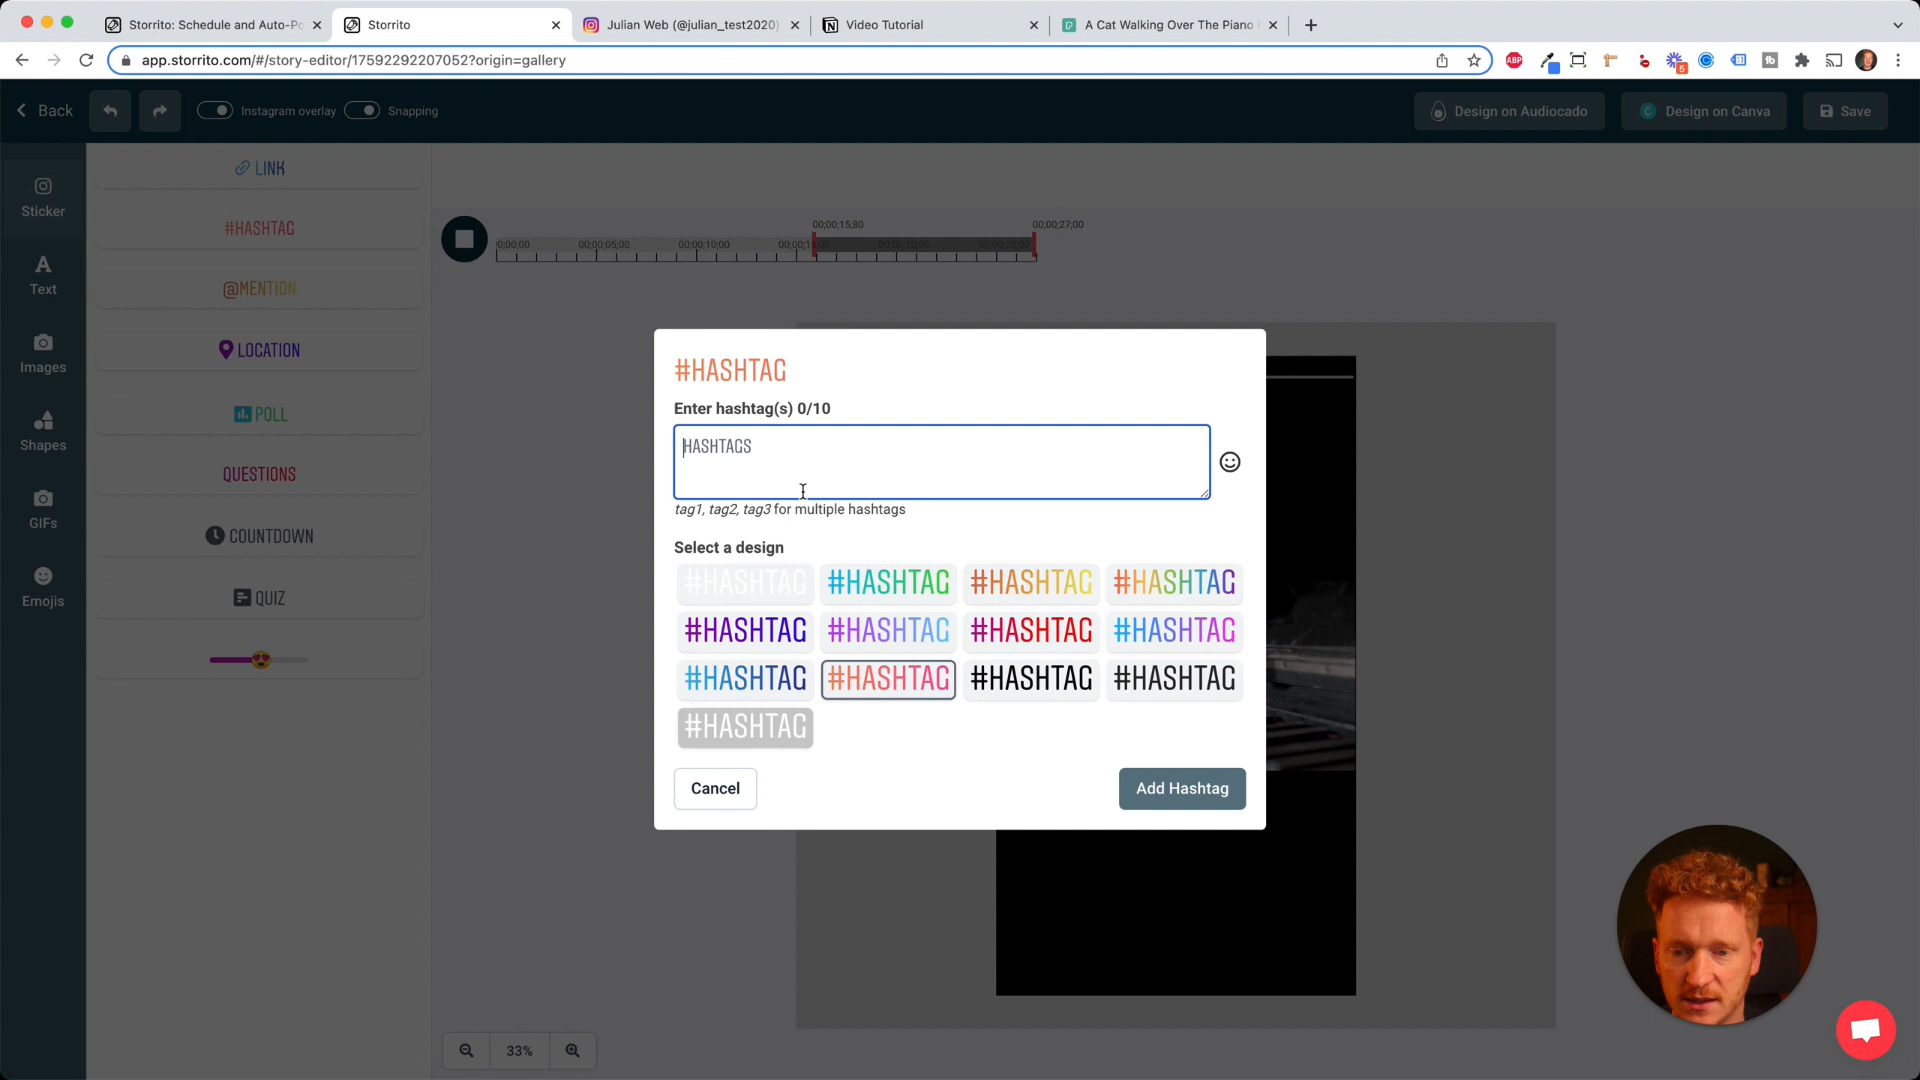 Storrito: Schedule and Auto-Po
Storrito
Julian Web (@julian_test2020)
Video Tutorial
A Cat Walking Over The Piano
app.storrito.com/#/story-editor/17592292207052?origin=gallery
ABP
5
Back
Instagram overlay
Snapping
Design on Audiocado
Design on Canva
Save
Sticker
Text
Images
Shapes
GIFs
Emojis
LINK
#HASHTAG
@MENTION
LOCATION
POLL
QUESTIONS
COUNTDOWN
QUIZ
00;00;15;80
00;00;27;00
0;00;00
00;00;05;00
00;00;10;00
#HASHTAG
Enter hashtag(s) 0/10
HASHTAGS
tag1, tag2, tag3 for multiple hashtags
Select a design
#HASHTAG #HASHTAG #HASHTAG #HASHTAG
#HASHTAG #HASHTAG #HASHTAG #HASHTAG
#HASHTAG #HASHTAG #HASHTAG #HASHTAG
#HASHTAG
Cancel
Add Hashtag
33%